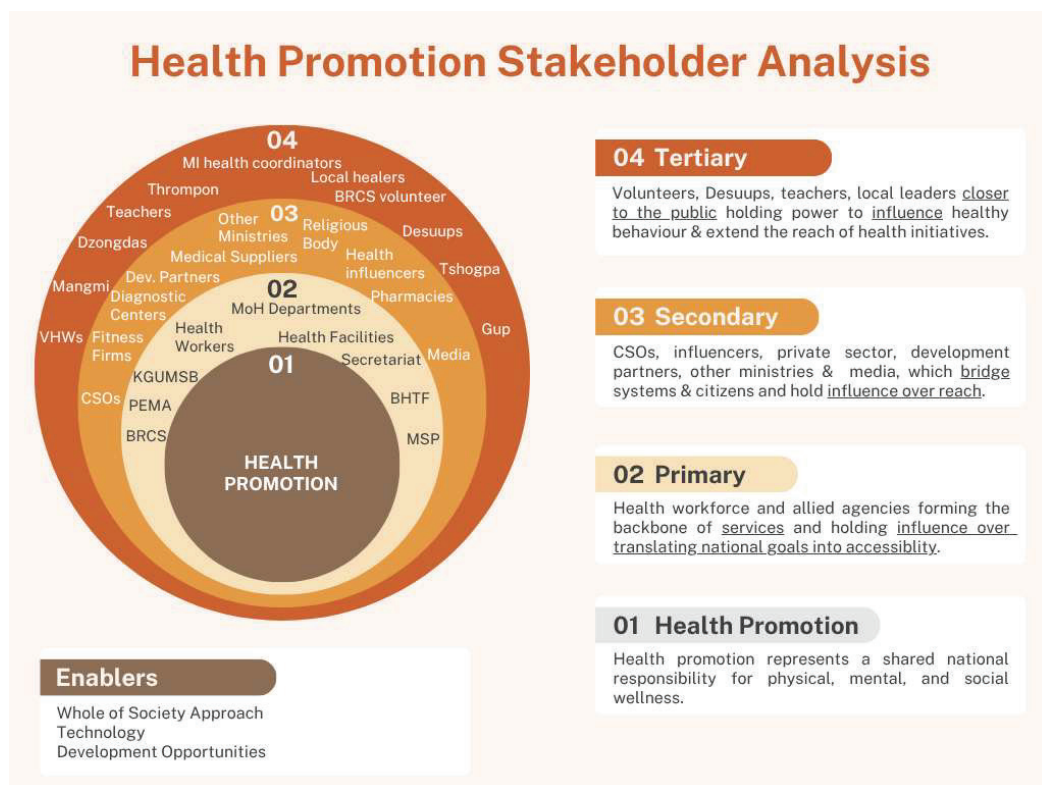 Health Promotion Stakeholder Analysis
04
MI health coordinators
Local healers
Thrompon
BRCS volunteer
Teachers
Desuups
Dzongdas
Tshogpa
Mangmi
Gup
VHWs
03
Other
Ministries
Religious
Body
Medical Suppliers
Health
influencers
Dev. Partners
Pharmacies
Diagnostic
Centers
Fitness
Firms
Media
CSOs
02
MoH Departments
Health
Workers
Health Facilities
Secretariat
KGUMSB
BHTF
PEMA
BRCS
MSP
01
HEALTH
PROMOTION
04 Tertiary
Volunteers, Desuups, teachers, local leaders closer
to the public holding power to influence healthy
behaviour & extend the reach of health initiatives.
03 Secondary
CSOs, influencers, private sector, development
partners, other ministries & media, which bridge
systems & citizens and hold influence over reach.
02 Primary
Health workforce and allied agencies forming the
backbone of services and holding influence over
translating national goals into accessiblity.
01 Health Promotion
Health promotion represents a shared national
responsibility for physical, mental, and social
wellness.
Enablers
Whole of Society Approach
Technology
Development Opportunities